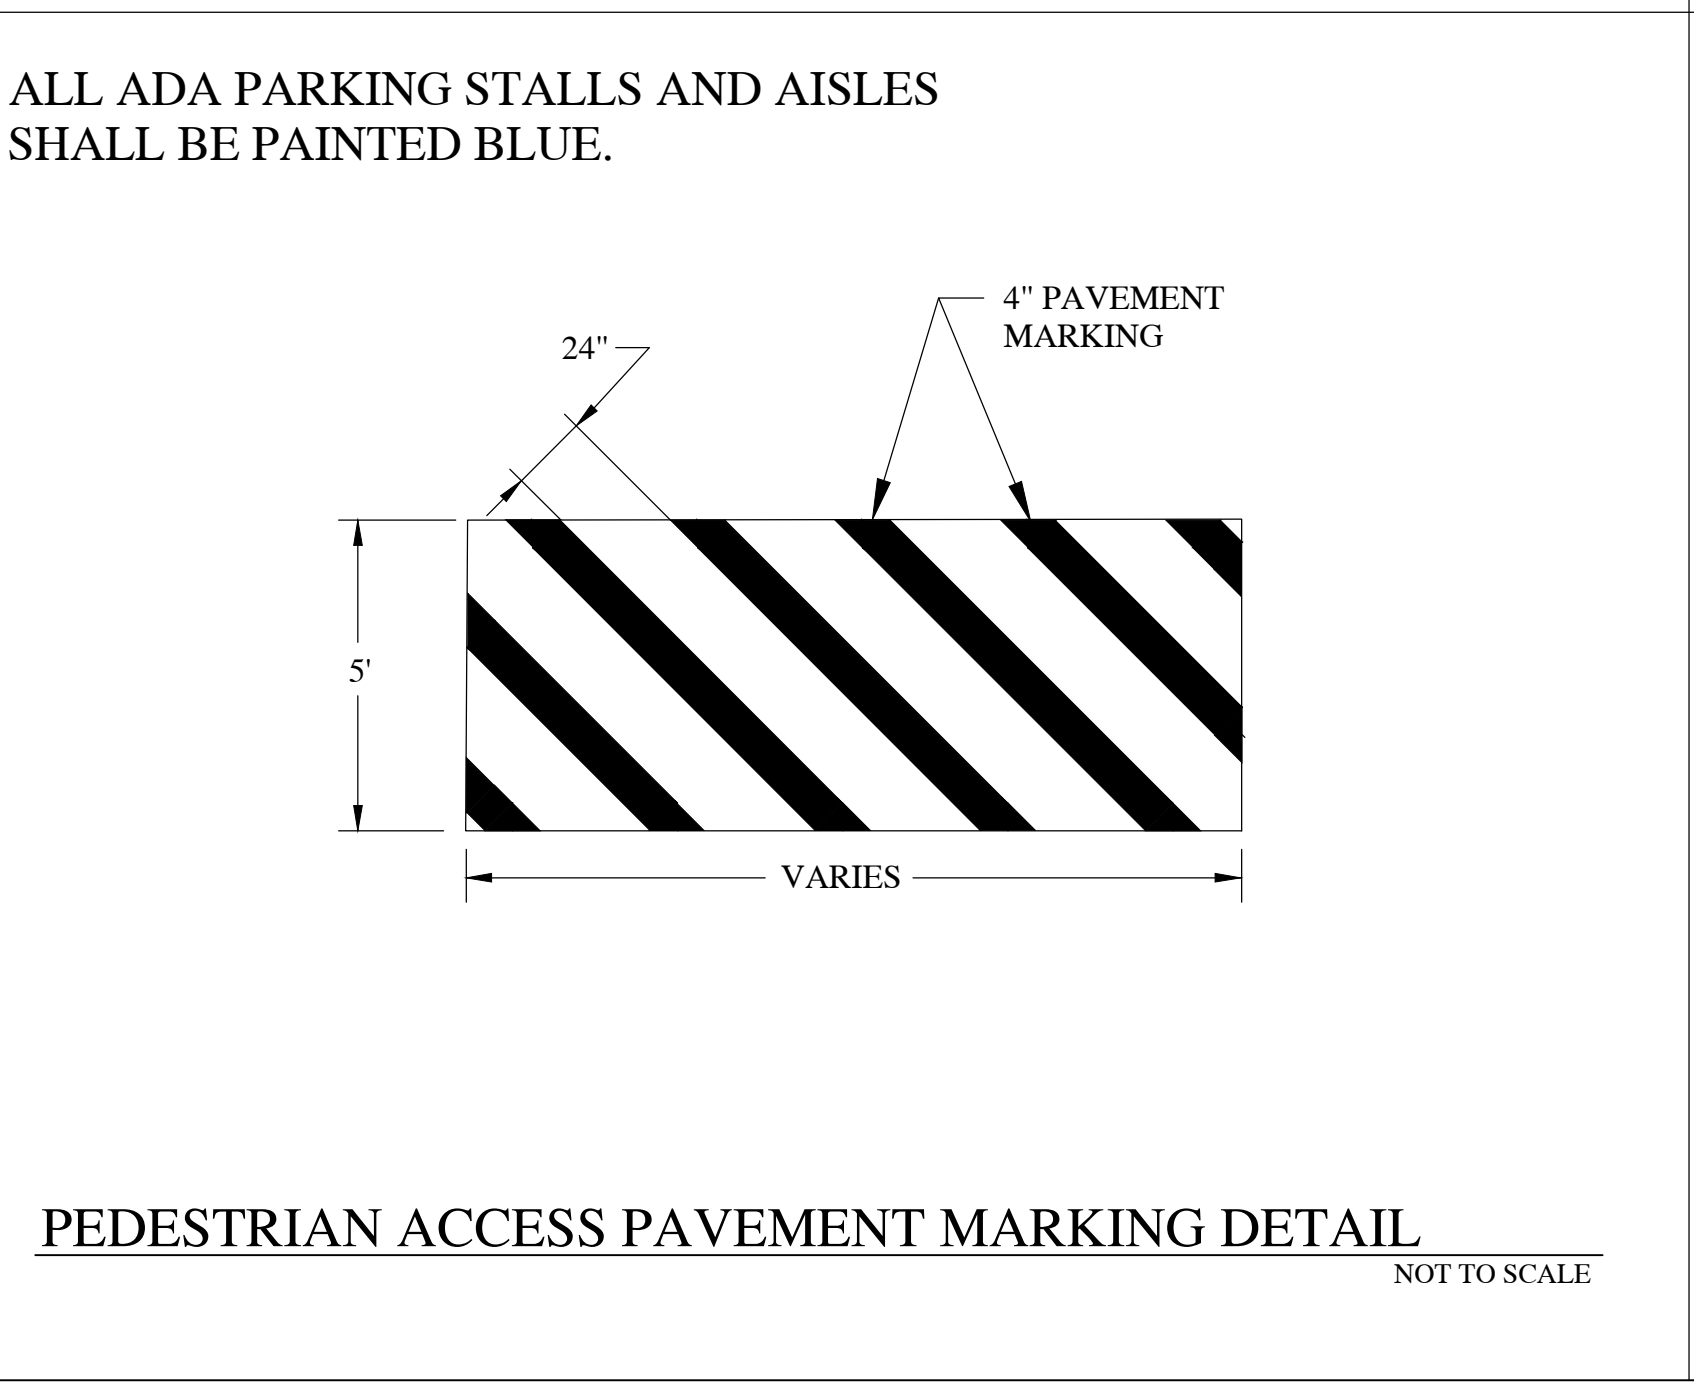 ALL ADA PARKING STALLS AND AISLES
SHALL BE PAINTED BLUE.
4" PAVEMENT
MARKING
24"
5'
VARIES
PEDESTRIAN ACCESS PAVEMENT MARKING DETAIL
NOT TO SCALE